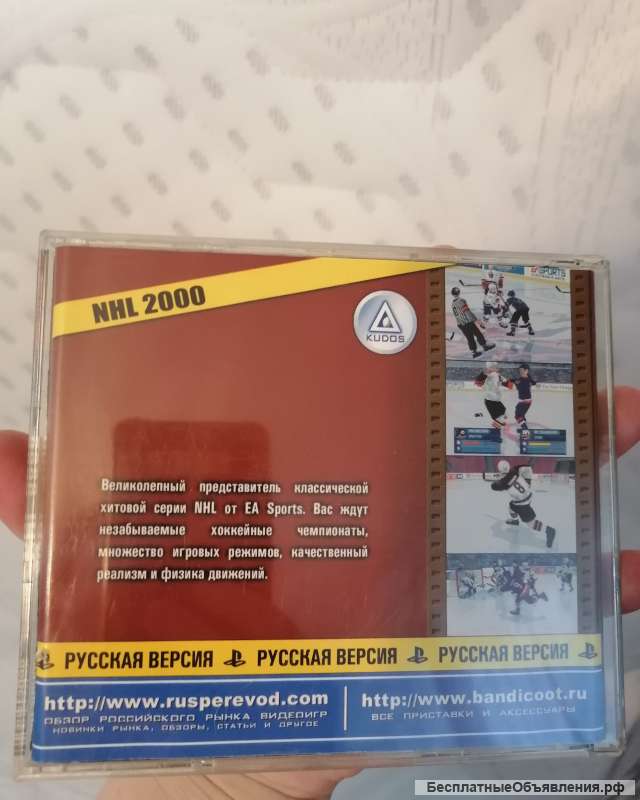 NHL 2000
KUDOS
SPORTS
Великолепный представитель классической
хитовой серии NHL от EA Sports. Вас ждут
незабываемые хоккейные чемпионаты,
множество игровых режимов, качественный
реализм и физика движений.
РУССКАЯ ВЕРСИЯ РУССКАЯ ВЕРСИЯ РУССКАЯ ВЕРСИЯ
http://www.rusperevod.com
ОБЗОР РОССИЙСКОГО РЫНКА ВИДЕОИГР
НОВИНКИ РЫНКА, ОБЗОРЫ, СТАТЬИ И ДРУГОЕ
http://www.bandicoot.ru
ВСЕ ПРИСТАВКИ И АКСЕССУАРЫ
БесплатныеОбъявления.рф